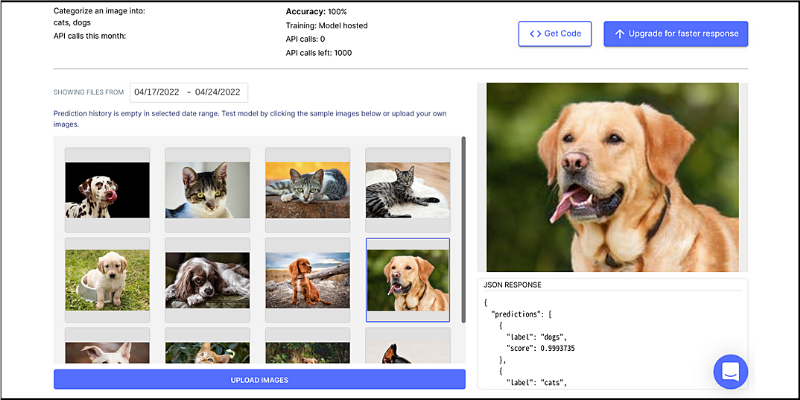 Categorize an image into:
cats, dogs
API calls this month:
Accuracy: 100%
Training: Model hosted
API calls: 0
API calls left: 1000
<> Get Code
Upgrade for faster response
SHOWING FILES FROM 04/17/2022 - 04/24/2022
Prediction history is empty in selected date range. Test model by clicking the sample images below or upload your own
images.
UPLOAD IMAGES
JSON RESPONSE
{
"predictions": [
{
"label": "dogs",
"score": 0.9993735
},
{
"label": "cats",